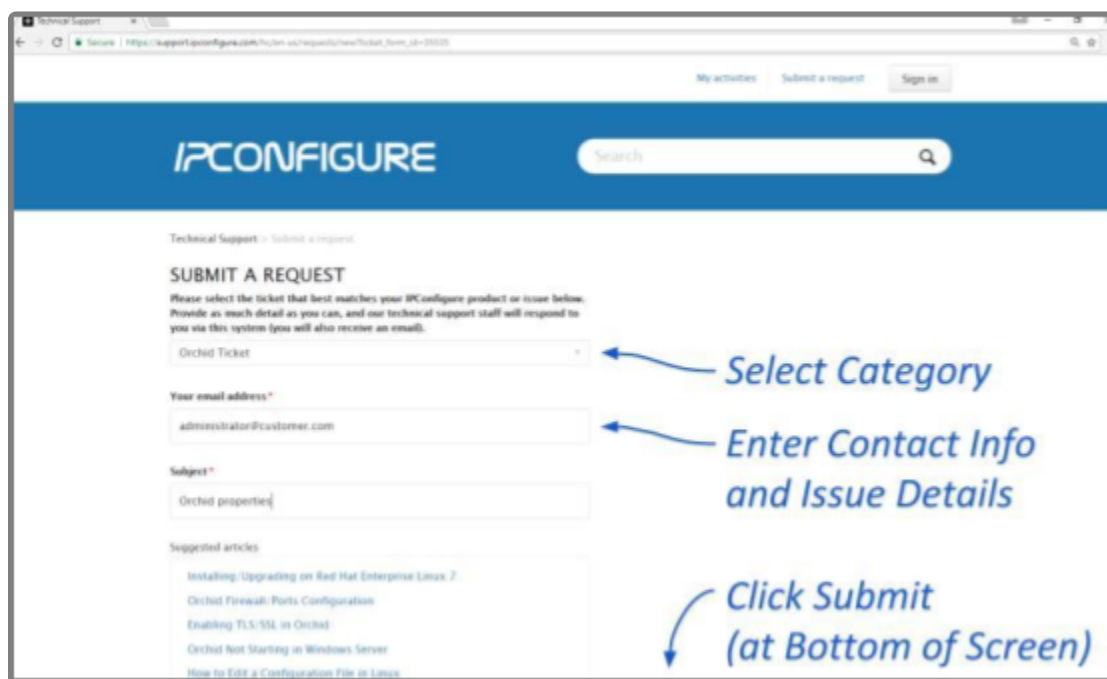 Technical Support
Secure | https://support.ipconfigure.com/hc/en-us/requests/new?ticket_form_id=
My activities Submit a request Sign in
IPCONFIGURE
Search
Technical Support > Submit a request
SUBMIT A REQUEST
Please select the ticket that best matches your IPConfigure product or issue below.
Provide as much detail as you can, and our technical support staff will respond to
you via this system (you will also receive an email).
Orchid Ticket
Select Category
Your email address*
administrator@customer.com
Enter Contact Info
and Issue Details
Subject*
Orchid properties
Suggested articles
Installing/Upgrading on Red Hat Enterprise Linux 7
Orchid Firewall/Ports Configuration
Enabling TLS/SSL in Orchid
Orchid Not Starting in Windows Server
How to Edit a Configuration File in Linux
Click Submit
(at Bottom of Screen)